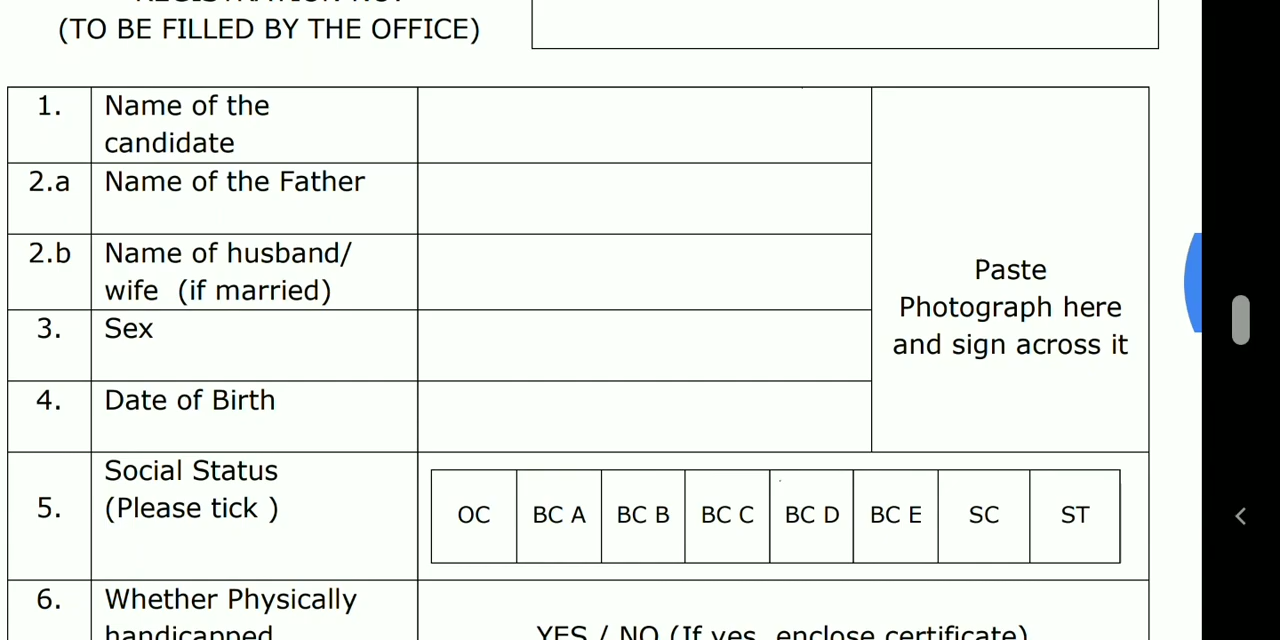 REGISTRATION NO.
(TO BE FILLED BY THE OFFICE)
1. Name of the
candidate
2.a Name of the Father
2.b Name of husband/
wife (if married)
3. Sex
4. Date of Birth
Paste
Photograph here
and sign across it
5. Social Status
(Please tick )
OC BC A BC B BC C BC D BC E SC ST
6. Whether Physically
handicapped
YES / NO (If yes, enclose certificate)